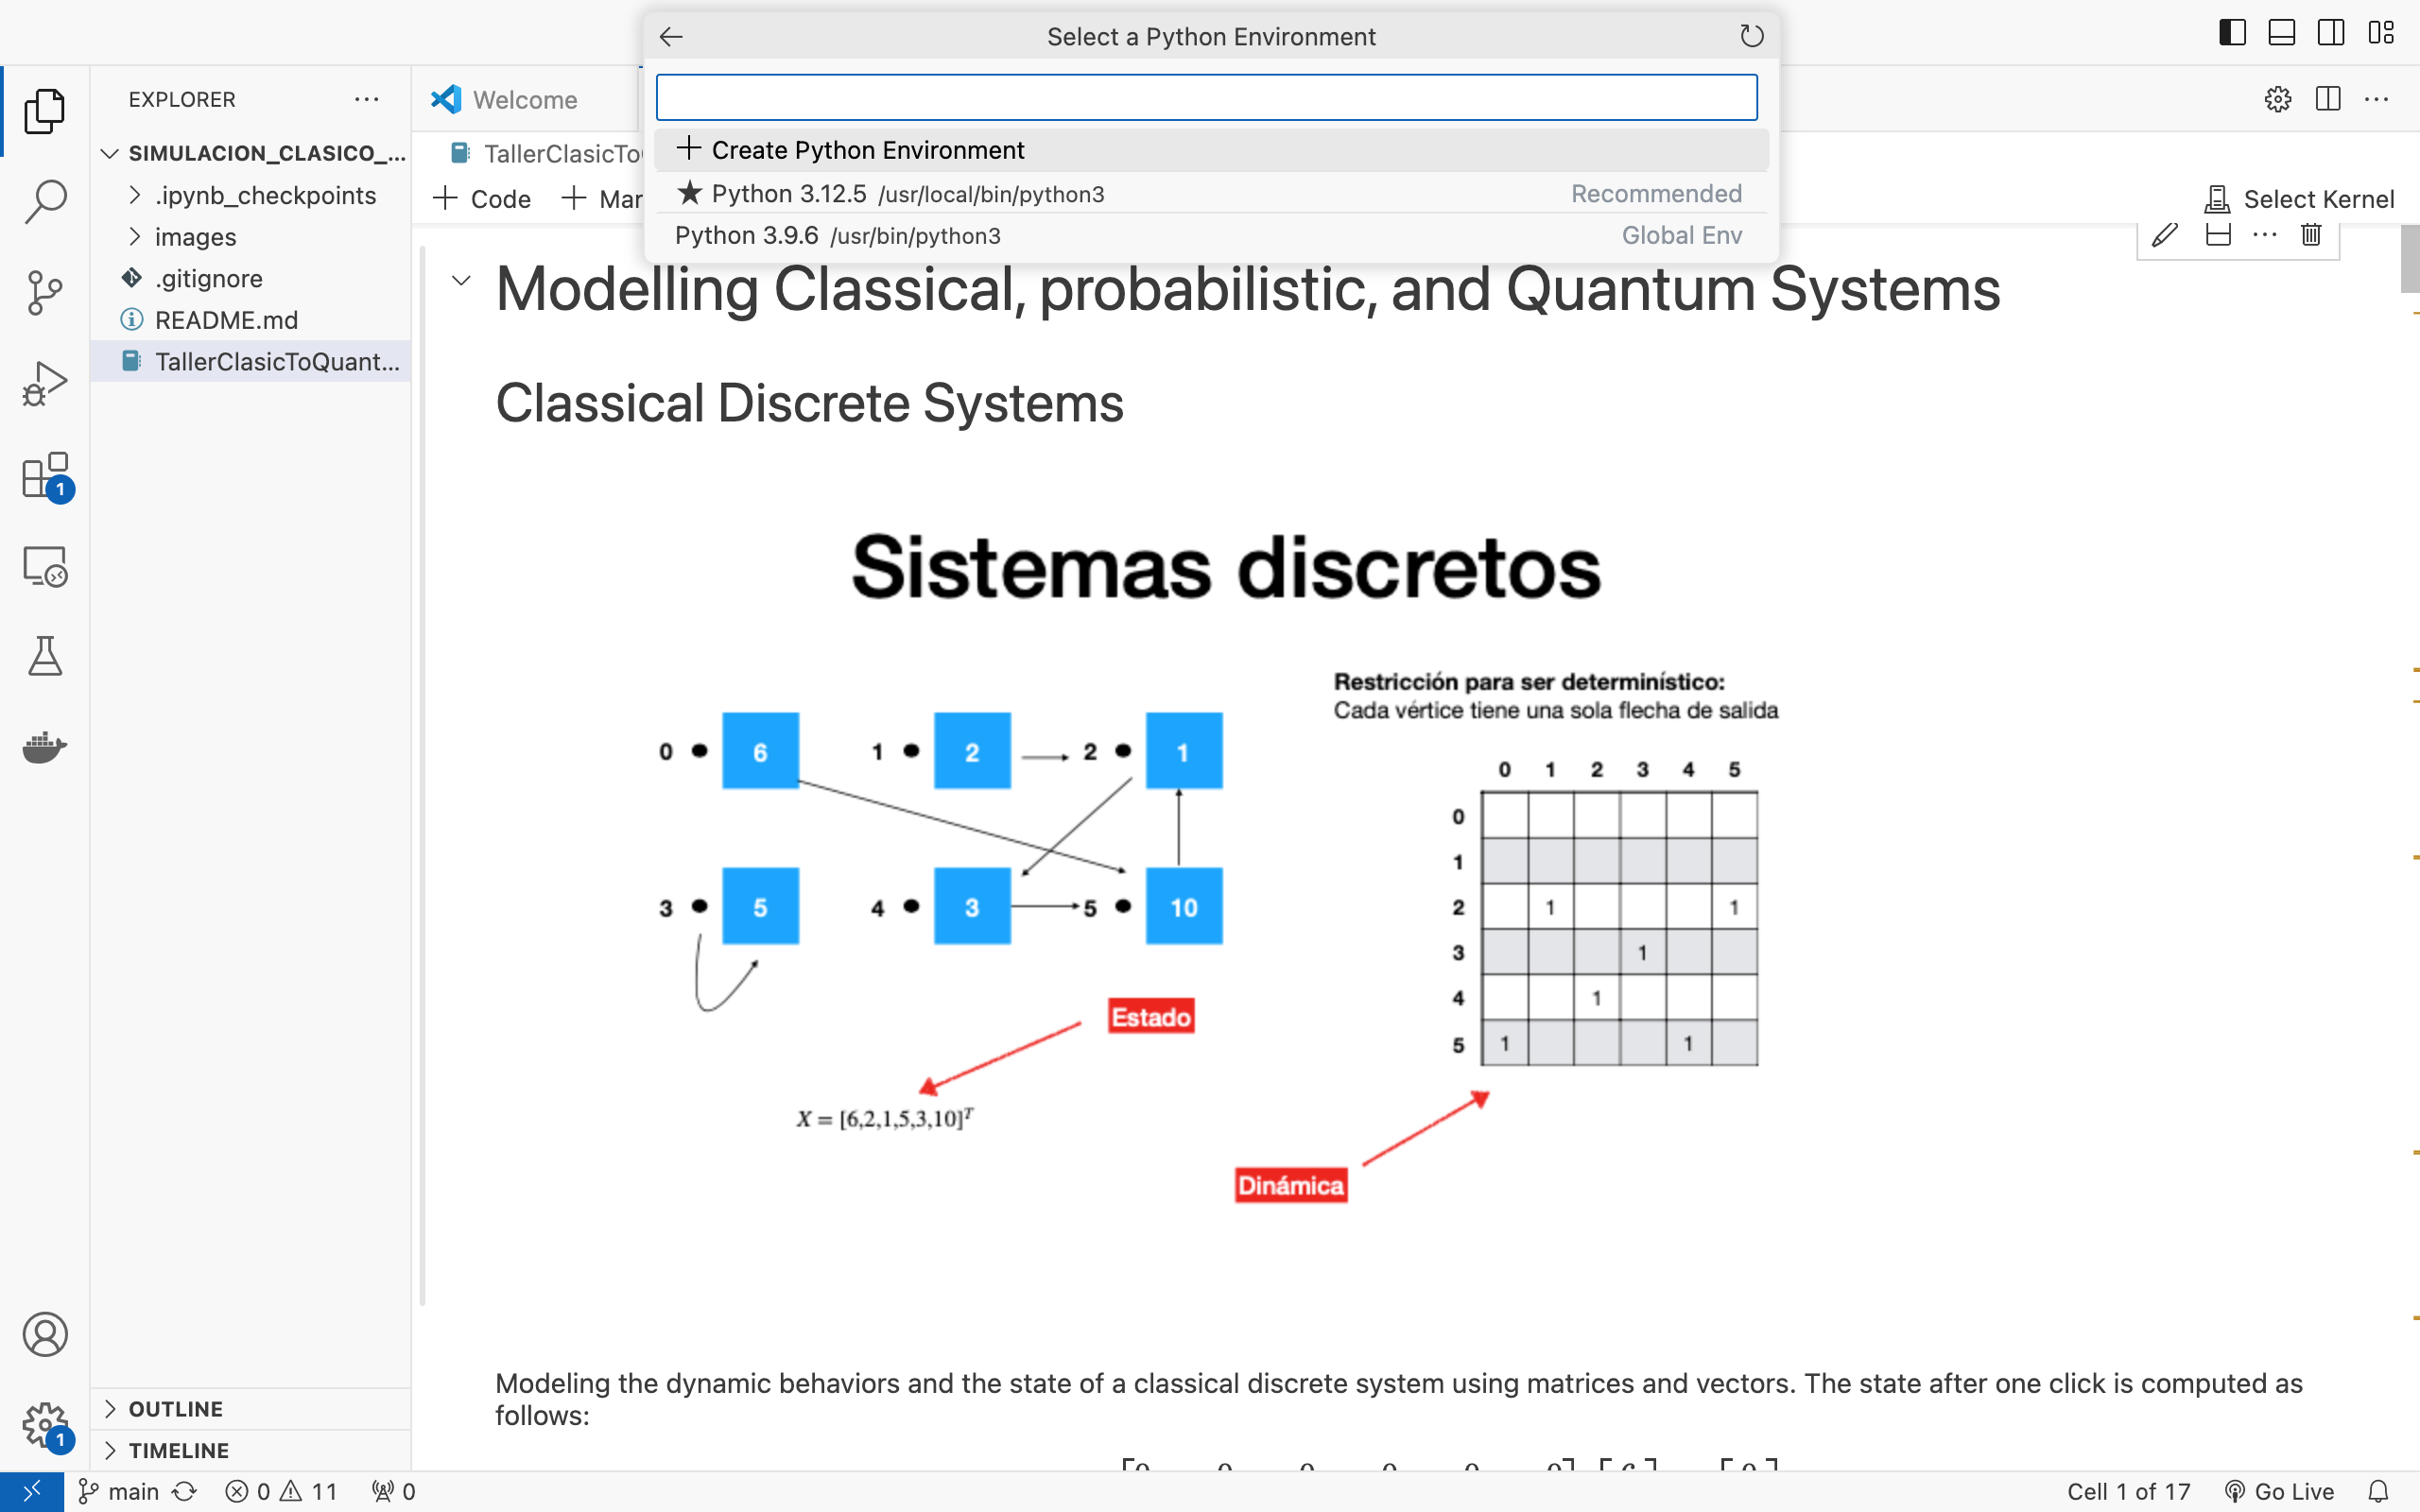 Select a Python Environment
Create Python Environment
Python 3.12.5 /usr/local/bin/python3 Recommended
Python 3.9.6 /usr/bin/python3 Global Env
EXPLORER
SIMULACION_CLASICO_...
.ipynb_checkpoints
images
.gitignore
README.md
TallerClasicToQuant...
OUTLINE
TIMELINE
1
1
Welcome
TallerClasicTo
Code
Mar
Select Kernel
Modelling Classical, probabilistic, and Quantum Systems
Classical Discrete Systems
Sistemas discretos
0 6 1 2 2 1
3 5 4 3 5 10
Estado
X = [6,2,1,5,3,10]^T
Dinámica
Restricción para ser determinístico:
Cada vértice tiene una sola flecha de salida
0 1 2 3 4 5
0
1
2 1 1
3 1
4 1
5 1 1
Modeling the dynamic behaviors and the state of a classical discrete system using matrices and vectors. The state after one click is computed as
follows:
main 0 11 0
Cell 1 of 17 Go Live